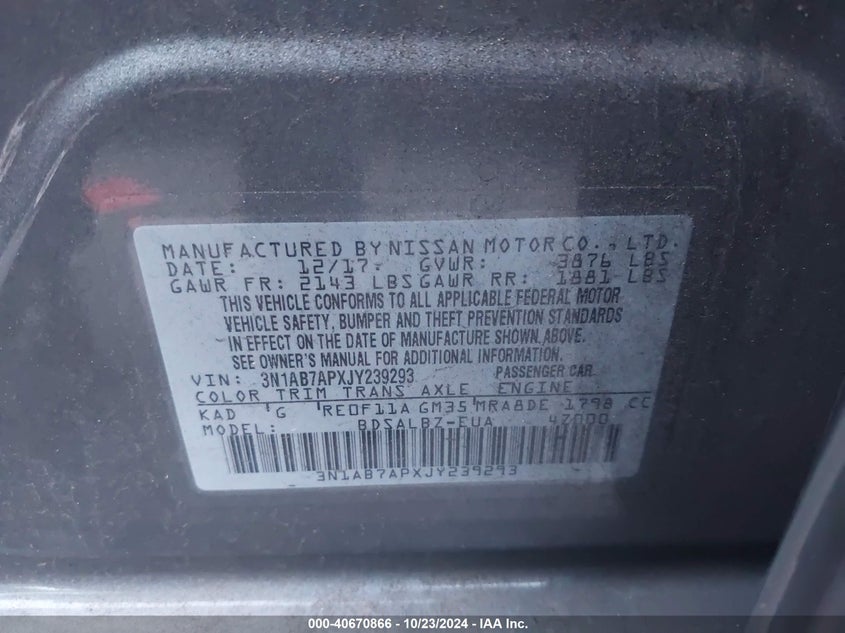 MANUFACTURED BY NISSAN MOTOR CO., LTD.
DATE: 12/17 GVWR: 3876 LBS
GAWR FR: 2143 LBS GAWR RR: 1881 LBS
THIS VEHICLE CONFORMS TO ALL APPLICABLE FEDERAL MOTOR
VEHICLE SAFETY, BUMPER AND THEFT PREVENTION STANDARDS
IN EFFECT ON THE DATE OF MANUFACTURE SHOWN ABOVE.
SEE OWNER'S MANUAL FOR ADDITIONAL INFORMATION.
VIN: 3N1AB7APXJY239293 PASSENGER CAR
COLOR TRIM TRANS AXLE ENGINE
KAD G RE0F11A GM35 MRA8DE 1798 CC
MODEL: BDSALBZ-EUA 47000
3N1AB7APXJY239293
000-40670866 - 10/23/2024 - IAA, Inc.